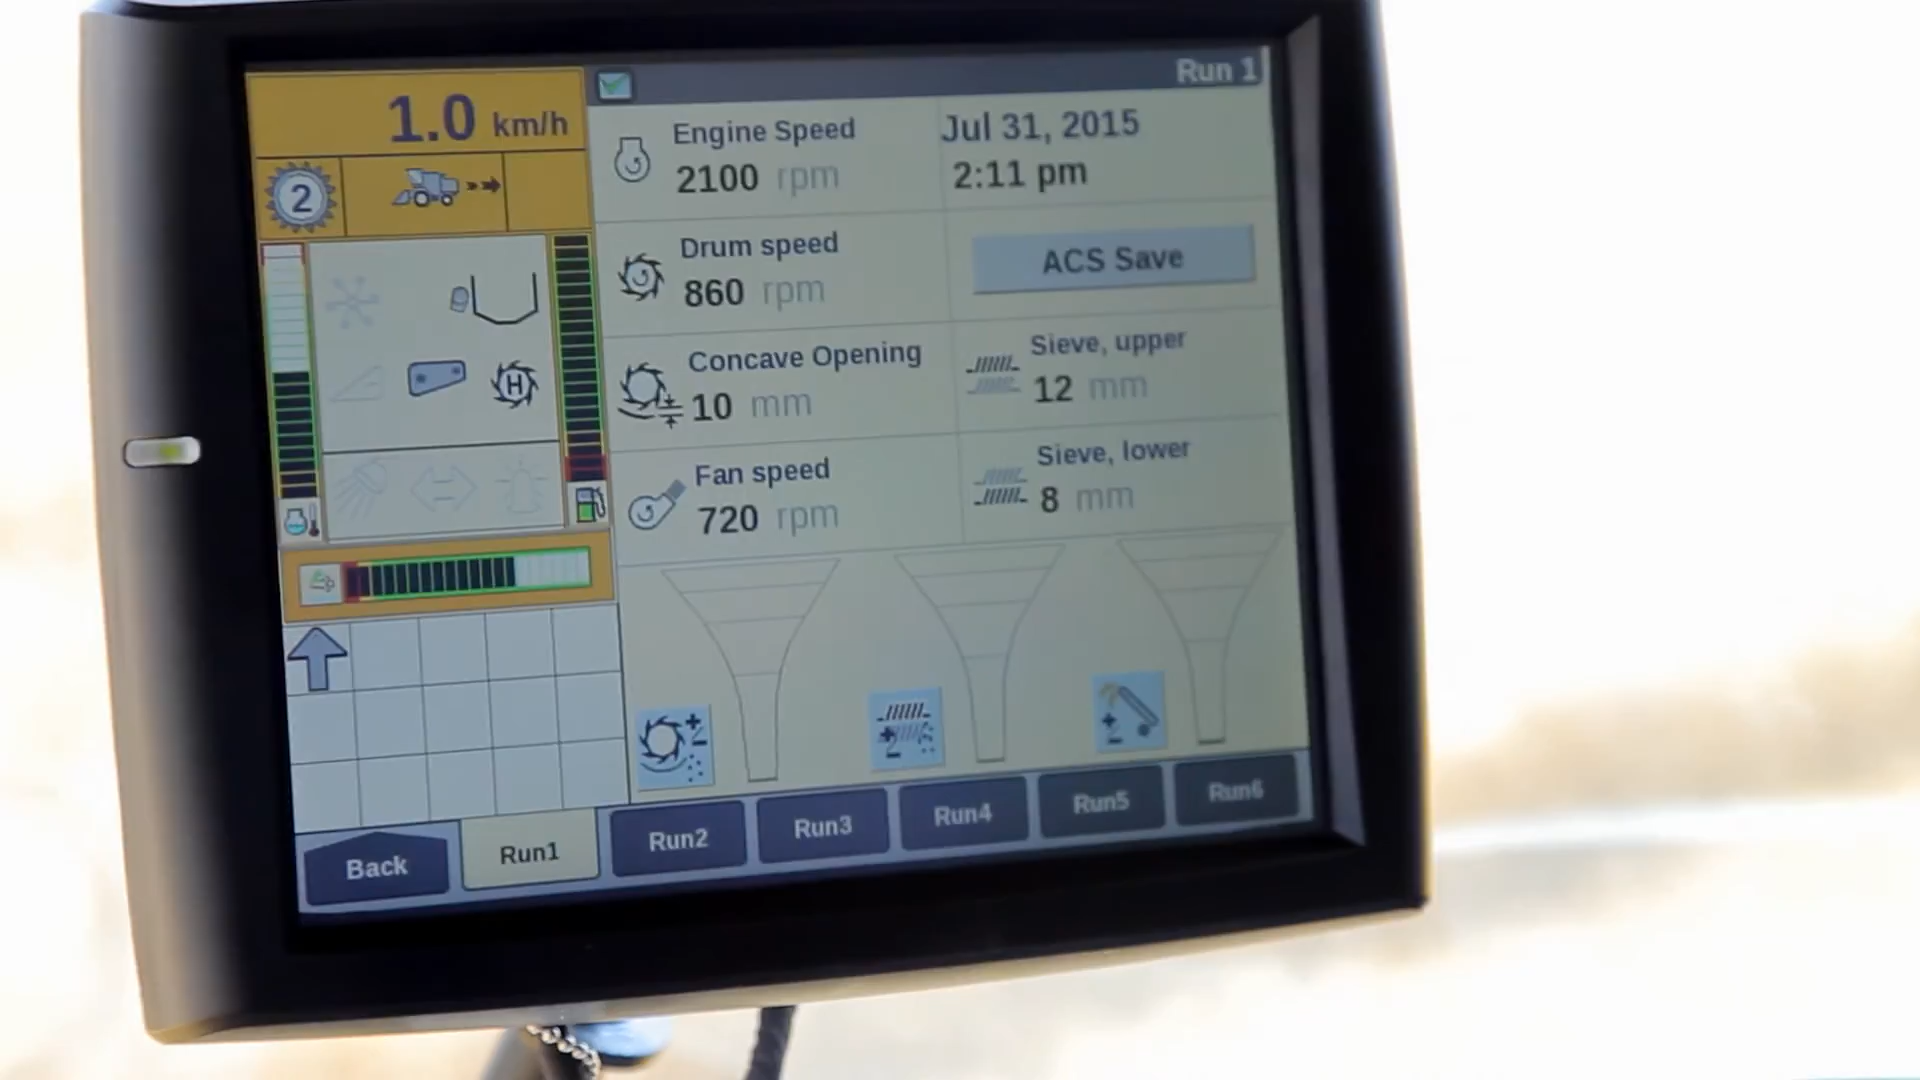 1.0 km/h
2
H
Run 1
Engine Speed
2100 rpm
Jul 31, 2015
2:11 pm
Drum speed
860 rpm
ACS Save
Concave Opening
10 mm
Sieve, upper
12 mm
Fan speed
720 rpm
Sieve, lower
8 mm
Back
Run1
Run2
Run3
Run4
Run5
Run6